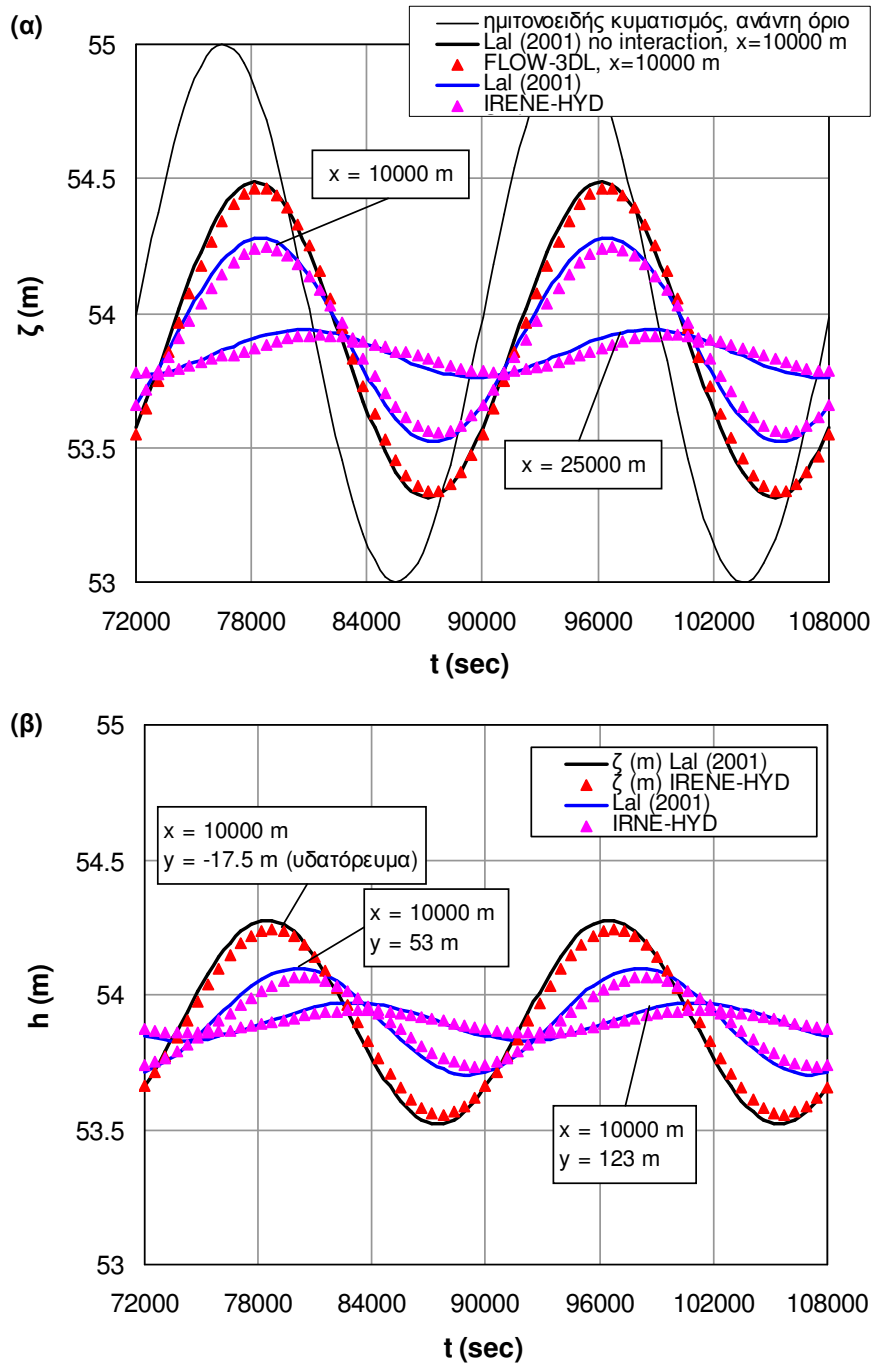 (α)
ημιτονοειδής κυματισμός, ανάντη όριο
Lal (2001) no interaction, x=10000 m
FLOW-3DL, x=10000 m
Lal (2001)
IRENE-HYD
55
54.5
54
53.5
53
ζ (m)
x = 10000 m
x = 25000 m
72000 78000 84000 90000 96000 102000 108000
t (sec)
(β)
ζ (m) Lal (2001)
ζ (m) IRENE-HYD
Lal (2001)
IRNE-HYD
55
54.5
54
53.5
53
h (m)
x = 10000 m
y = -17.5 m (υδατόρευμα)
x = 10000 m
y = 53 m
x = 10000 m
y = 123 m
72000 78000 84000 90000 96000 102000 108000
t (sec)